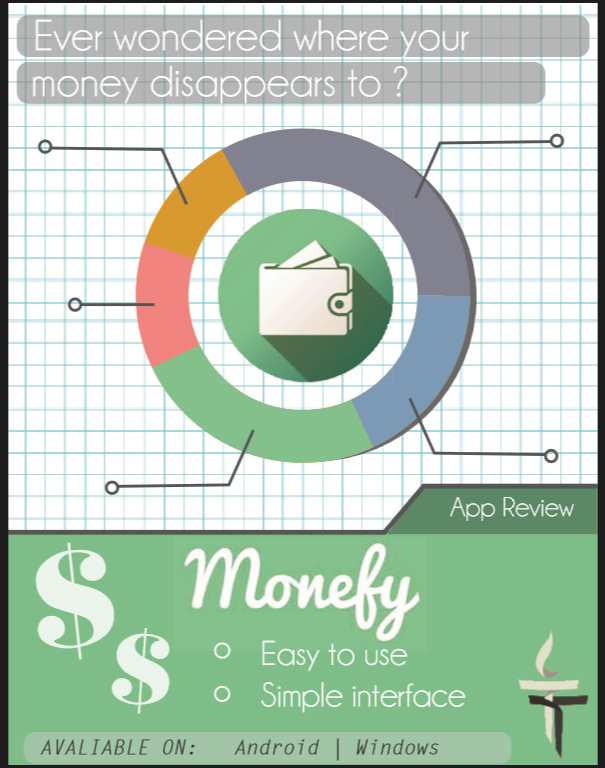 Ever wondered where your
money disappears to ?
App Review
$
$
Monefy
Easy to use
Simple interface
AVALIABLE ON: Android | Windows